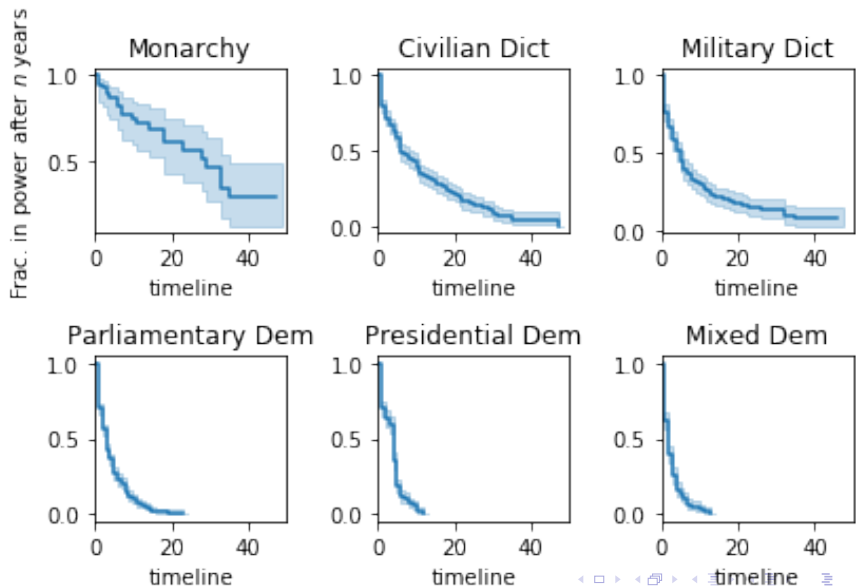 Frac. in power after n years
Monarchy
Civilian Dict
Military Dict
1.0
0.5
0 20 40
timeline
1.0
0.5
0.0
0 20 40
timeline
1.0
0.5
0.0
0 20 40
timeline
Parliamentary Dem
Presidential Dem
Mixed Dem
1.0
0.5
0.0
0 20 40
timeline
1.0
0.5
0.0
0 20 40
timeline
1.0
0.5
0.0
0 20 40
timeline